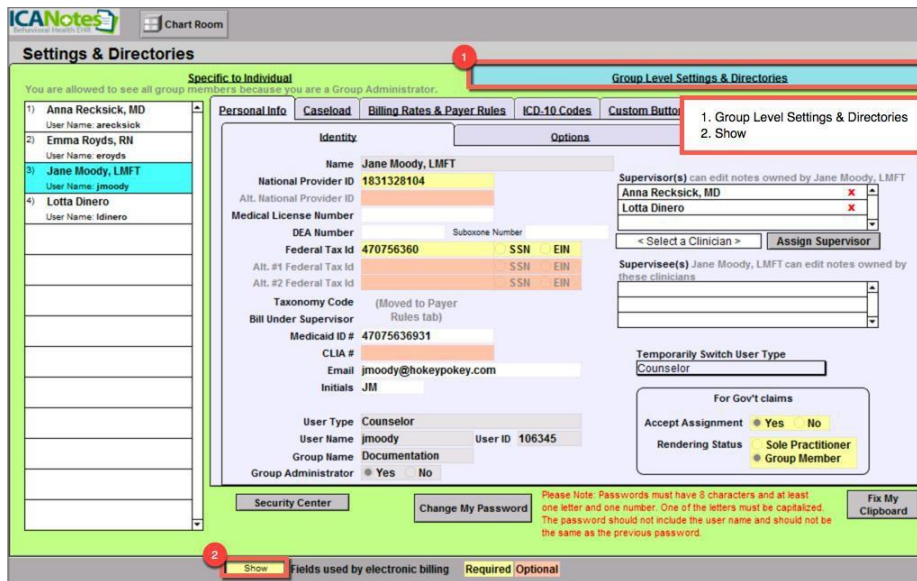 ICANotes
Behavioral Health EHR
Chart Room
Settings & Directories
1
Specific to Individual
Group Level Settings & Directories
You are allowed to see all group members because you are a Group Administrator.
1. Group Level Settings & Directories
2. Show
1) Anna Recksick, MD
User Name: arecksick
2) Emma Royds, RN
User Name: eroyds
3) Jane Moody, LMFT
User Name: jmoody
4) Lotta Dinero
User Name: ldinero
Personal Info Caseload Billing Rates & Payer Rules ICD-10 Codes Custom Button
Identity Options
Name Jane Moody, LMFT
National Provider ID 1831328104
Alt. National Provider ID
Medical License Number
DEA Number Suboxone Number
Federal Tax Id 470756360 SSN EIN
Alt. #1 Federal Tax Id SSN EIN
Alt. #2 Federal Tax Id SSN EIN
Taxonomy Code (Moved to Payer
Bill Under Supervisor Rules tab)
Medicaid ID # 47075636931
CLIA #
Email jmoody@hokeypokey.com
Initials JM
User Type Counselor
User Name jmoody User ID 106345
Group Name Documentation
Group Administrator Yes No
Supervisor(s) can edit notes owned by Jane Moody, LMFT
Anna Recksick, MD x
Lotta Dinero x
< Select a Clinician > Assign Supervisor
Supervisee(s) Jane Moody, LMFT can edit notes owned by
these clinicians
Temporarily Switch User Type
Counselor
For Gov't claims
Accept Assignment Yes No
Rendering Status Sole Practitioner
Group Member
Security Center
Change My Password
Please Note: Passwords must have 8 characters and at least
one letter and one number. One of the letters must be capitalized.
The password should not include the user name and should not be
the same as the previous password.
Fix My
Clipboard
2
Show Fields used by electronic billing Required Optional